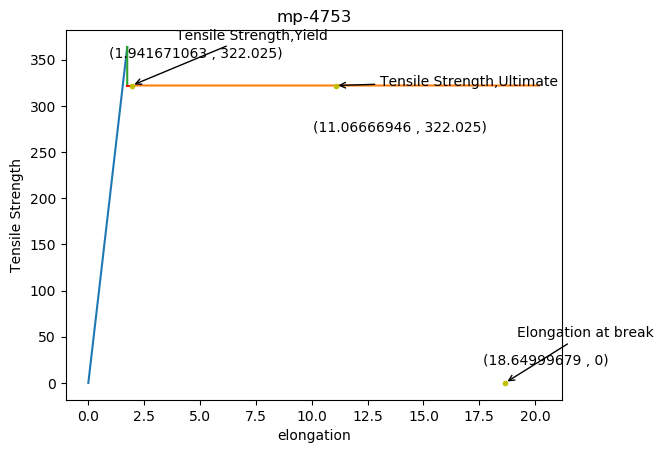 mp-4753
Tensile Strength,Yield
(1.941671063 , 322.025)
Tensile Strength,Ultimate
(11.06666946 , 322.025)
Elongation at break
(18.64999679 , 0)
Tensile Strength
350
300
250
200
150
100
50
0
0.0 2.5 5.0 7.5 10.0 12.5 15.0 17.5 20.0
elongation